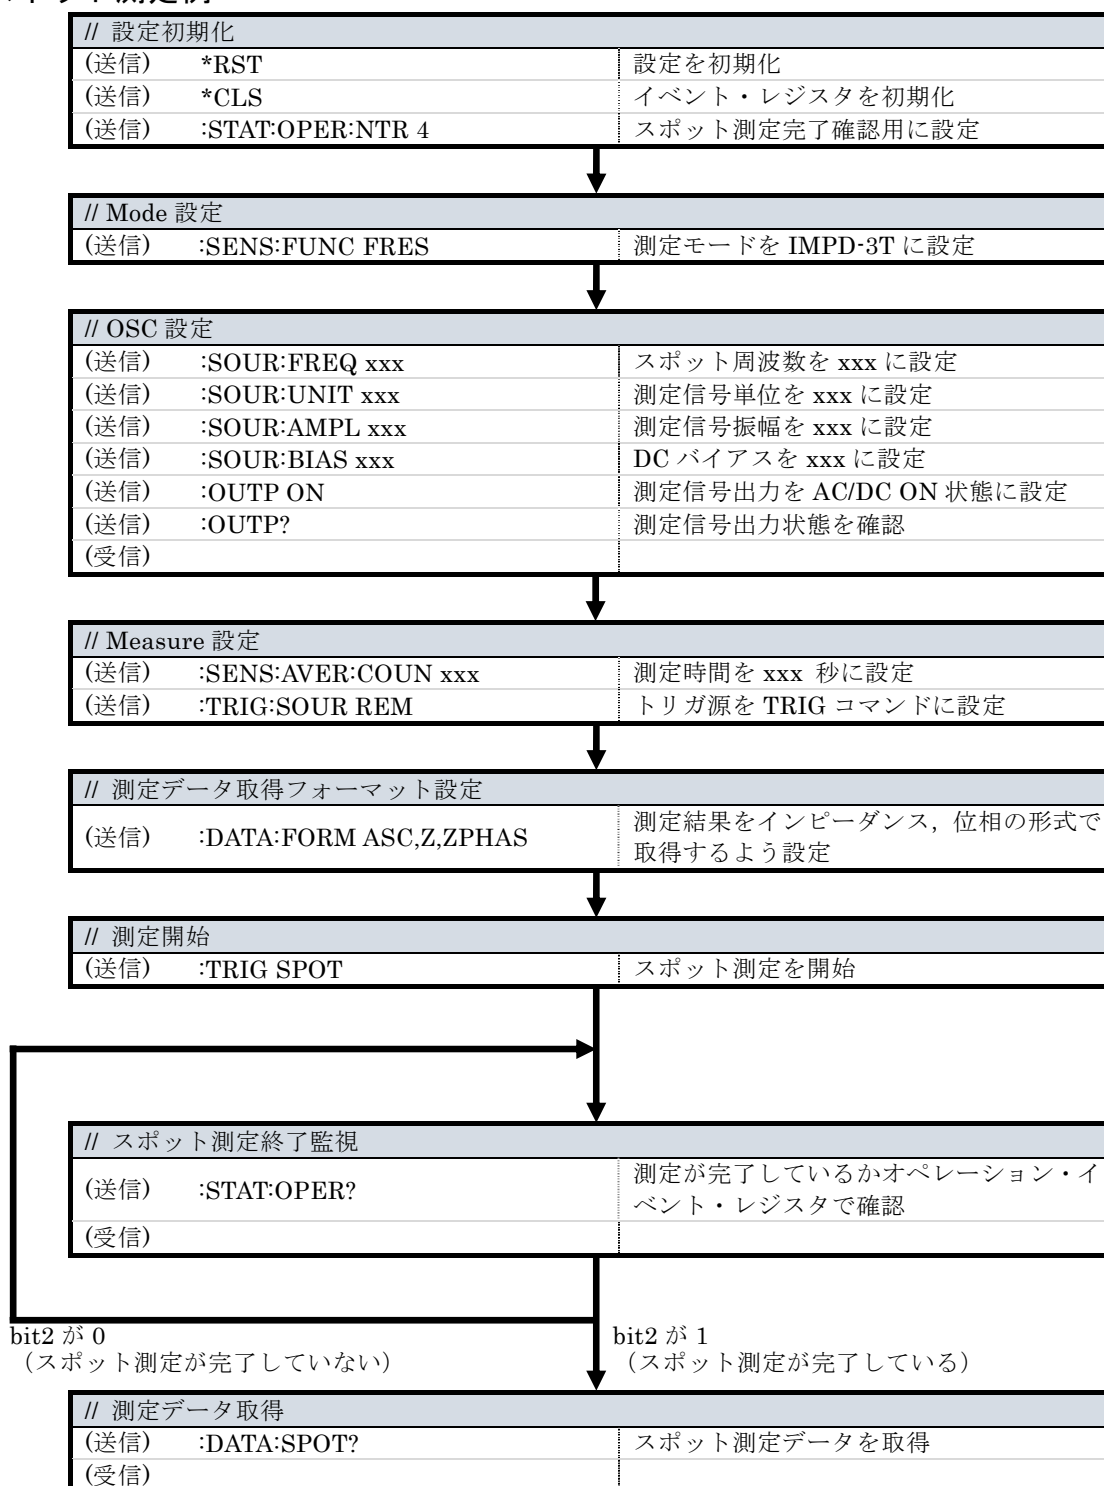 // 設定初期化
(送信) *RST 設定を初期化
(送信) *CLS イベント・レジスタを初期化
(送信) :STAT:OPER:NTR 4 スポット測定完了確認用に設定
// Mode 設定
(送信) :SENS:FUNC FRES 測定モードを IMPD-3T に設定
// OSC 設定
(送信) :SOUR:FREQ xxx スポット周波数を xxx に設定
(送信) :SOUR:UNIT xxx 測定信号単位を xxx に設定
(送信) :SOUR:AMPL xxx 測定信号振幅を xxx に設定
(送信) :SOUR:BIAS xxx DC バイアスを xxx に設定
(送信) :OUTP ON 測定信号出力を AC/DC ON 状態に設定
(送信) :OUTP? 測定信号出力状態を確認
(受信)
// Measure 設定
(送信) :SENS:AVER:COUN xxx 測定時間を xxx 秒に設定
(送信) :TRIG:SOUR REM トリガ源を TRIG コマンドに設定
// 測定データ取得フォーマット設定
(送信) :DATA:FORM ASC,Z,ZPHAS 測定結果をインピーダンス，位相の形式で
取得するよう設定
// 測定開始
(送信) :TRIG SPOT スポット測定を開始
// スポット測定終了監視
(送信) :STAT:OPER? 測定が完了しているかオペレーション・イ
ベント・レジスタで確認
(受信)
bit2 が 0 bit2 が 1
（スポット測定が完了していない） （スポット測定が完了している）
// 測定データ取得
(送信) :DATA:SPOT? スポット測定データを取得
(受信)